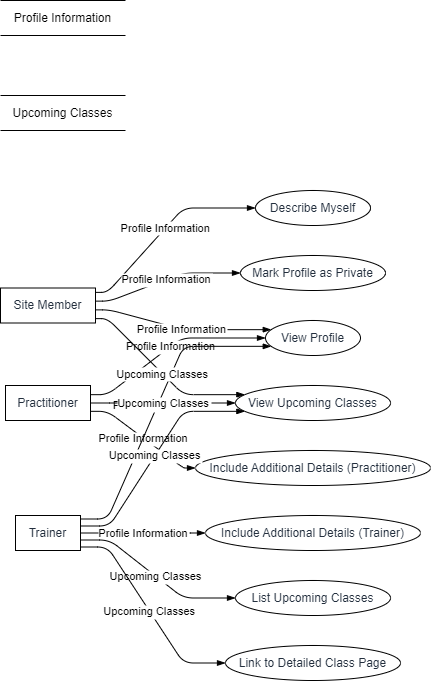 Profile Information
Upcoming Classes
Describe Myself
Profile Information
Mark Profile as Private
Profile Information
Site Member
Profile Information
View Profile
Profile Information
Upcoming Classes
Practitioner
Upcoming Classes
View Upcoming Classes
Profile Information
Upcoming Classes
Include Additional Details (Practitioner)
Trainer
Profile Information
Include Additional Details (Trainer)
Upcoming Classes
List Upcoming Classes
Upcoming Classes
Link to Detailed Class Page